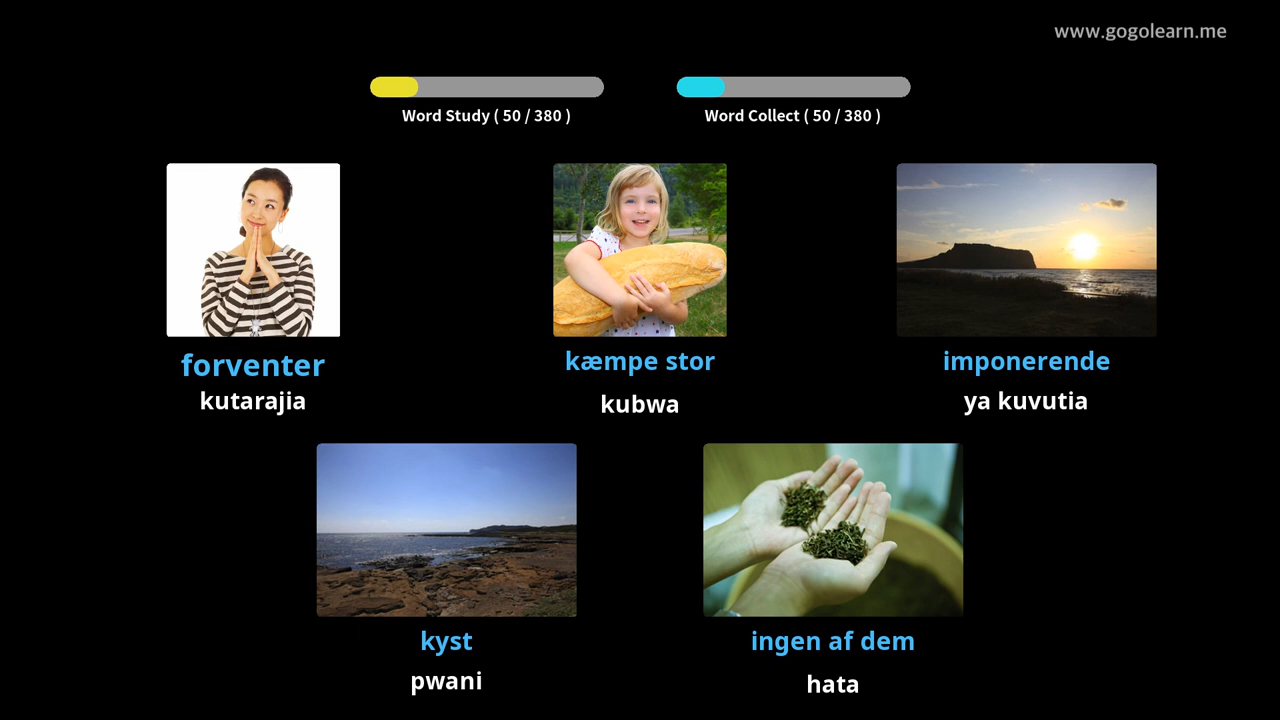 www.gogolearn.me
Word Study ( 50 / 380 )
Word Collect ( 50 / 380 )
forventer
kutarajia
kæmpe stor
kubwa
imponerende
ya kuvutia
kyst
pwani
ingen af dem
hata